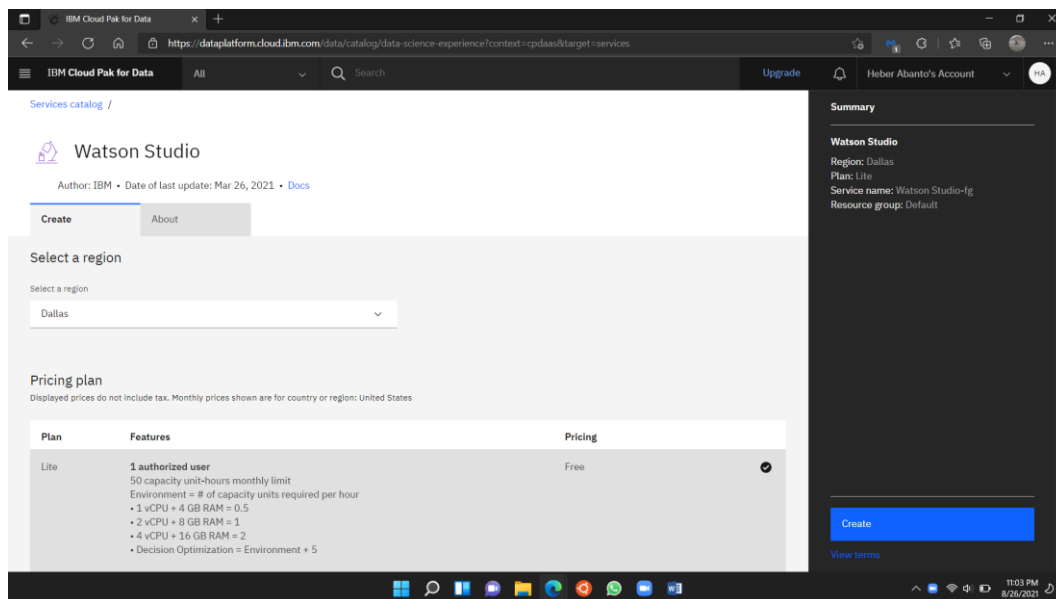 IBM Cloud Pak for Data
https://dataplatform.cloud.ibm.com/data/catalog/data-science-experience?context=cpdaas&target=services
IBM Cloud Pak for Data All Search Upgrade Heber Abanto's Account HA
Services catalog /
Watson Studio
Author: IBM • Date of last update: Mar 26, 2021 • Docs
Create About
Select a region
Select a region
Dallas
Pricing plan
Displayed prices do not include tax. Monthly prices shown are for country or region: United States
Plan Features Pricing
Lite 1 authorized user Free
50 capacity unit-hours monthly limit
Environment = # of capacity units required per hour
• 1 vCPU + 4 GB RAM = 0.5
• 2 vCPU + 8 GB RAM = 1
• 4 vCPU + 16 GB RAM = 2
• Decision Optimization = Environment + 5
Summary
Watson Studio
Region: Dallas
Plan: Lite
Service name: Watson Studio-fg
Resource group: Default
Create
View terms
11:03 PM
8/26/2021